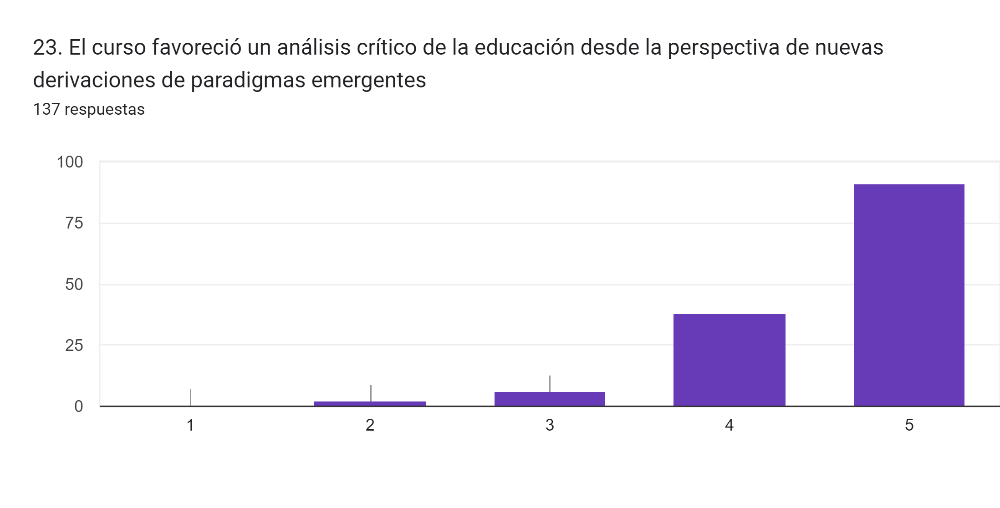 23. El curso favoreció un análisis crítico de la educación desde la perspectiva de nuevas
derivaciones de paradigmas emergentes
137 respuestas
100
75
50
25
0
1 2 3 4 5